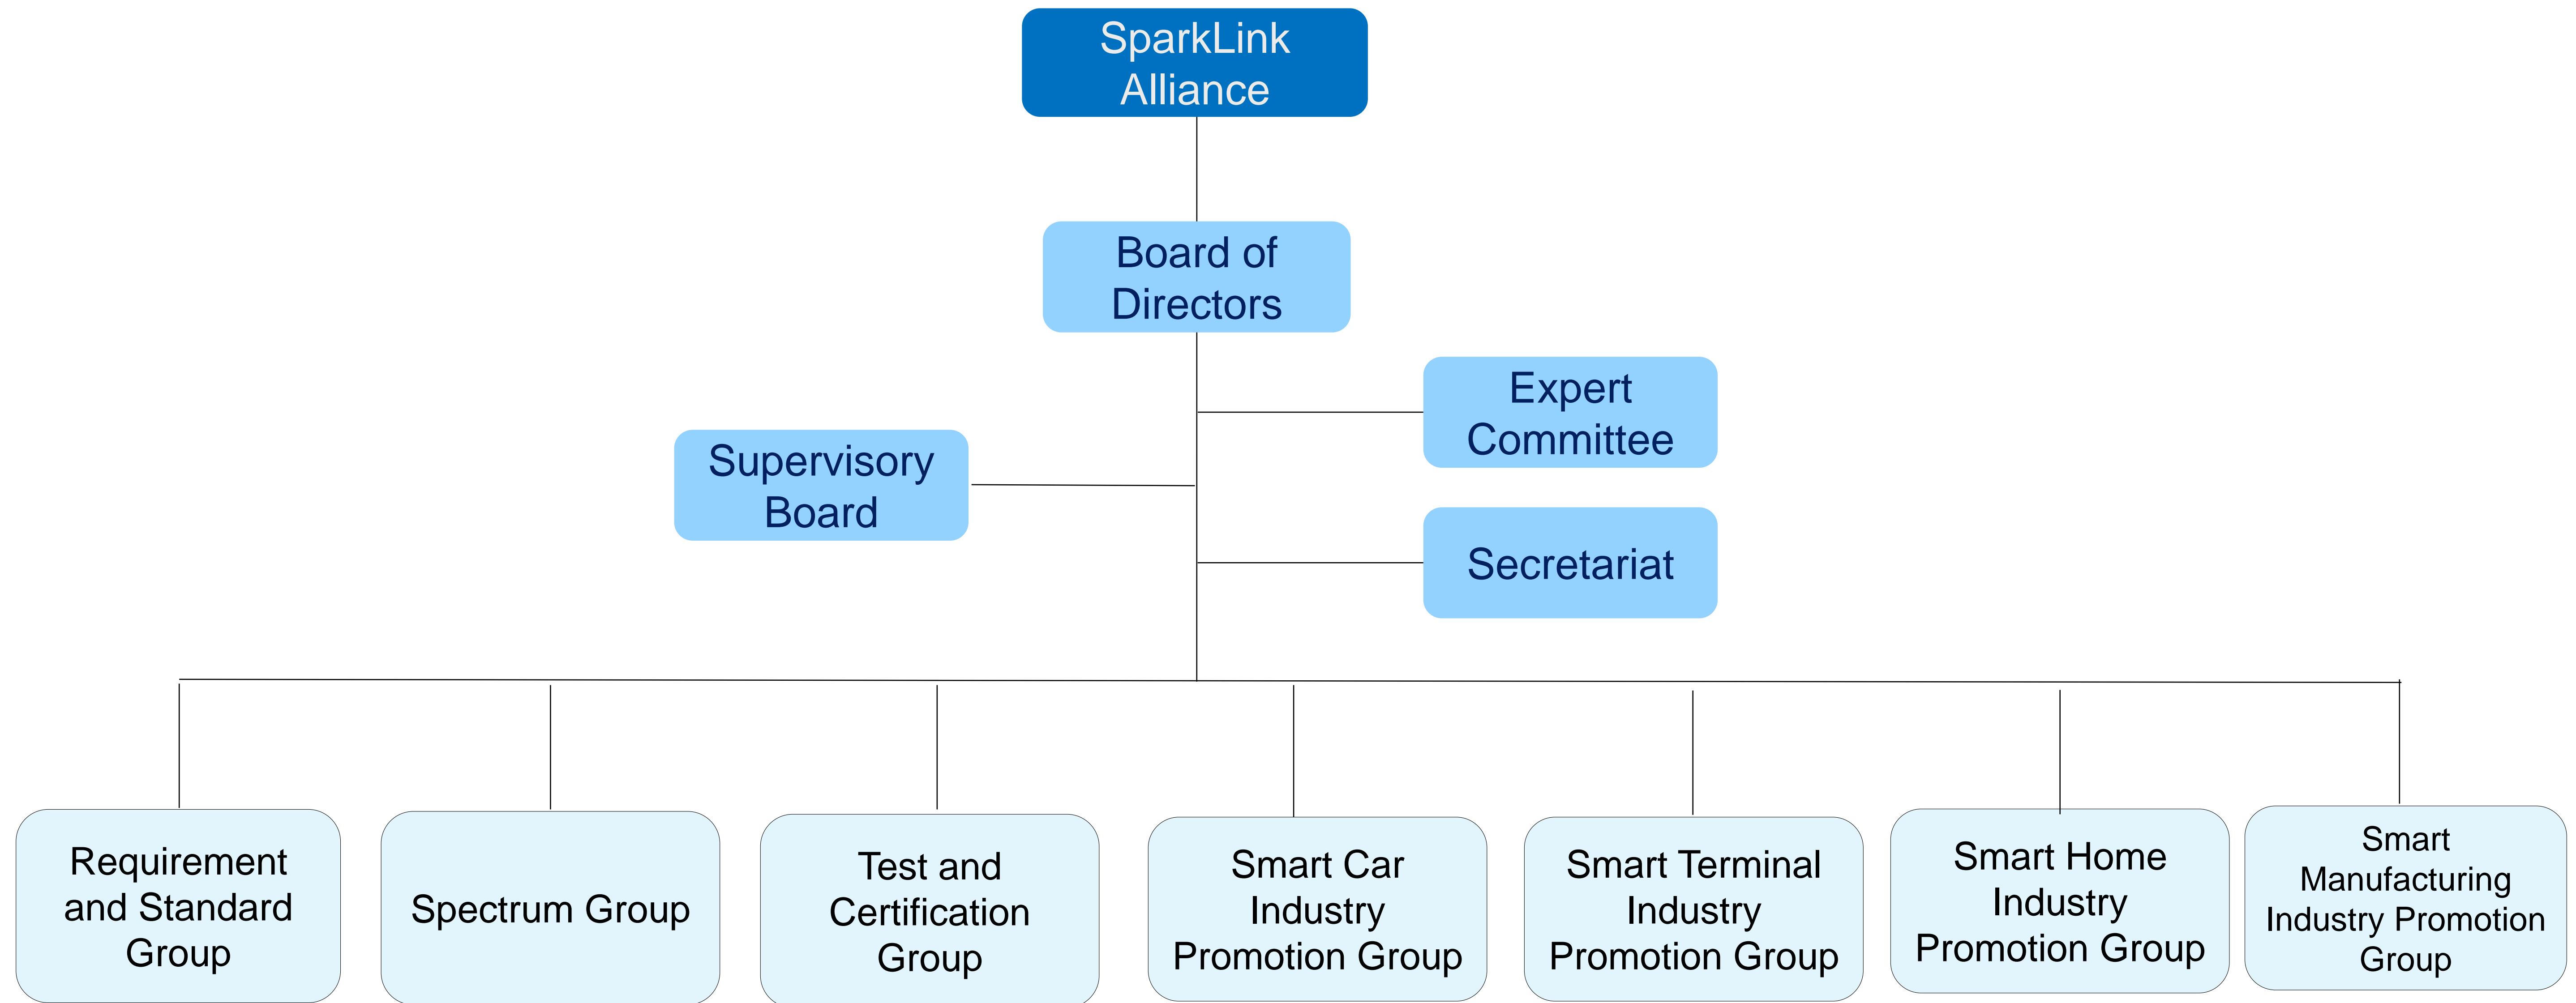 SparkLink
Alliance
Board of
Directors
Expert
Committee
Supervisory
Board
Secretariat
Requirement
and Standard
Group
Spectrum Group
Test and
Certification
Group
Smart Car
Industry
Promotion Group
Smart Terminal
Industry
Promotion Group
Smart Home
Industry
Promotion Group
Smart
Manufacturing
Industry Promotion
Group